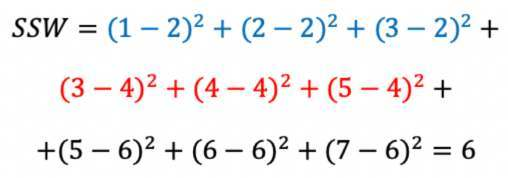 SSW = (1 − 2)² + (2 − 2)² + (3 − 2)² +
(3 − 4)² + (4 − 4)² + (5 − 4)² +
+(5 − 6)² + (6 − 6)² + (7 − 6)² = 6